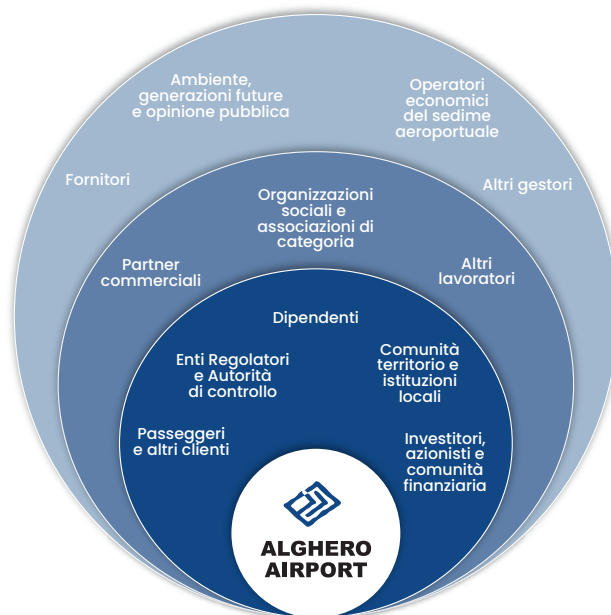 Ambiente,
generazioni future
e opinione pubblica
Operatori
economici
del sedime
aeroportuale
Fornitori
Altri gestori
Organizzazioni
sociali e
associazioni di
categoria
Partner
commerciali
Altri
lavoratori
Dipendenti
Enti Regolatori
e Autorità
di controllo
Comunità
territorio e
istituzioni
locali
Passeggeri
e altri clienti
Investitori,
azionisti e
comunità
finanziaria
ALGHERO
AIRPORT